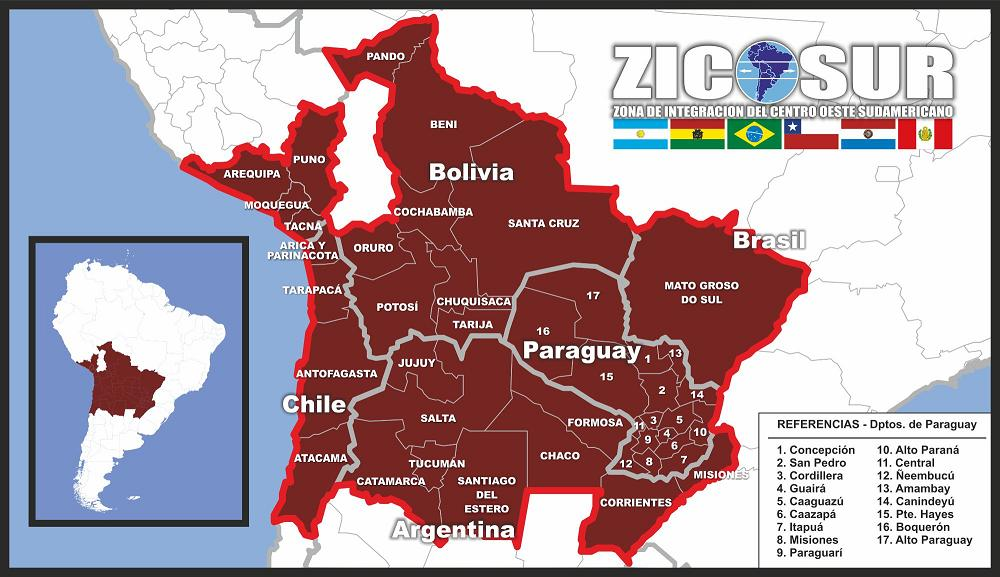 ZICOSUR
ZONA DE INTEGRACION DEL CENTRO OESTE SUDAMERICANO
PANDO
BENI
PUNO
AREQUIPA
Bolivia
MOQUEGUA
COCHABAMBA
TACNA
SANTA CRUZ
ARICA Y
PARINACOTA
ORURO
Brasil
TARAPACÁ
MATO GROSO
DO SUL
POTOSÍ
CHUQUISACA
17
TARIJA
16
Paraguay
JUJUY
1
13
ANTOFAGASTA
15
2
14
Chile
SALTA
FORMOSA
11
3
5
4
10
9
6
ATACAMA
TUCUMÁN
CHACO
12
8
7
CATAMARCA
SANTIAGO
DEL
ESTERO
MISIONES
CORRIENTES
Argentina
REFERENCIAS - Dptos. de Paraguay
1. Concepción
2. San Pedro
3. Cordillera
4. Guairá
5. Caaguazú
6. Caazapá
7. Itapuá
8. Misiones
9. Paraguarí
10. Alto Paraná
11. Central
12. Ñeembucú
13. Amambay
14. Canindeyú
15. Pte. Hayes
16. Boquerón
17. Alto Paraguay